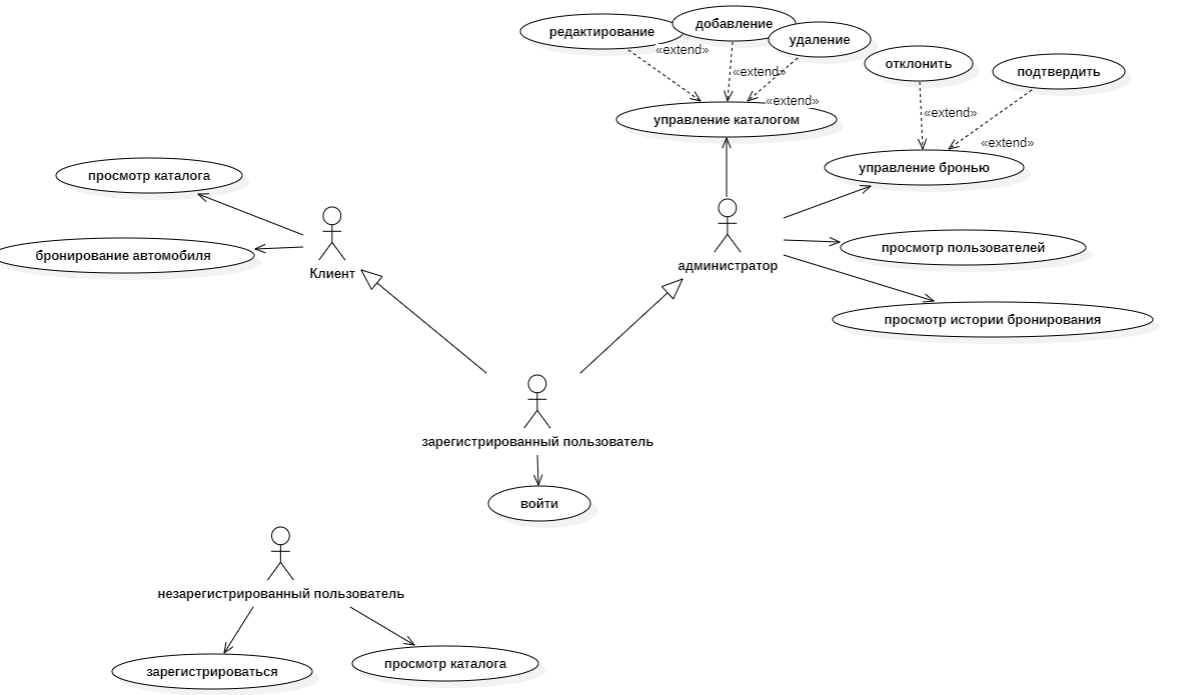 редактирование
добавление
удаление
«extend»
«extend»
«extend»
отклонить
подтвердить
«extend»
«extend»
управление каталогом
управление бронью
просмотр каталога
бронирование автомобиля
Клиент
администратор
просмотр пользователей
просмотр истории бронирования
зарегистрированный пользователь
войти
незарегистрированный пользователь
зарегистрироваться
просмотр каталога